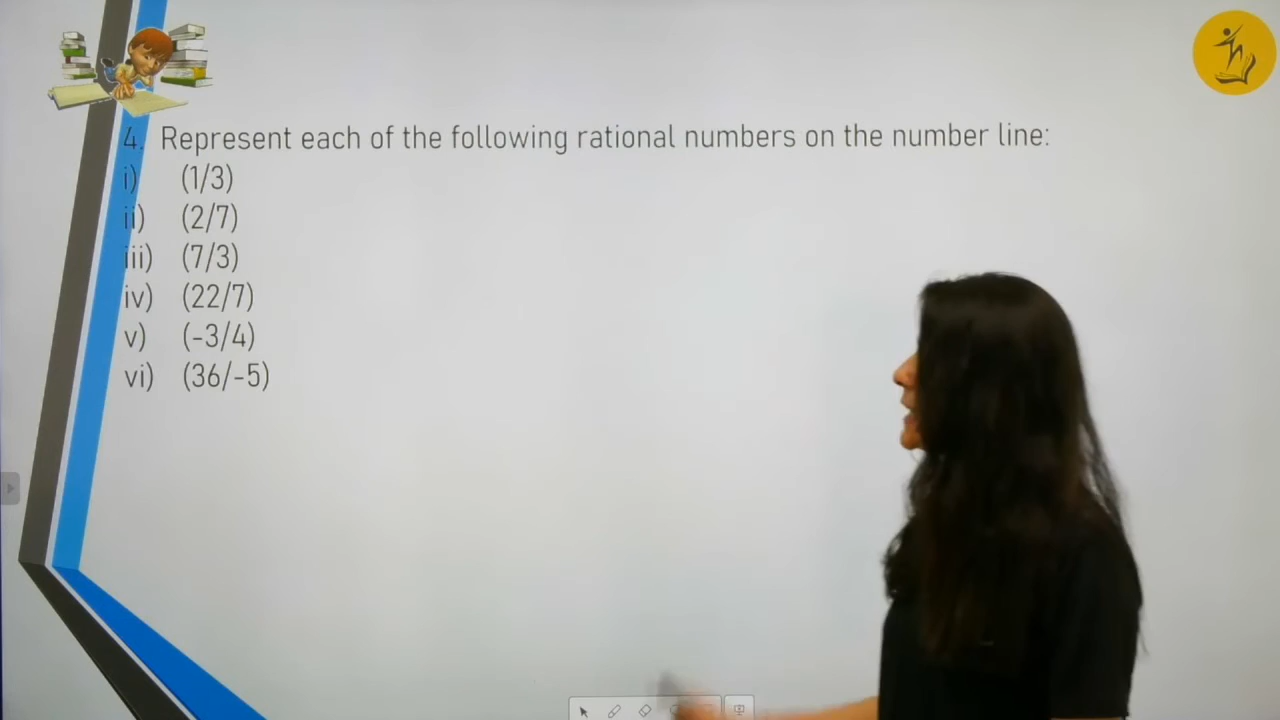 4. Represent each of the following rational numbers on the number line:
i) (1/3)
ii) (2/7)
iii) (7/3)
iv) (22/7)
v) (-3/4)
vi) (36/-5)